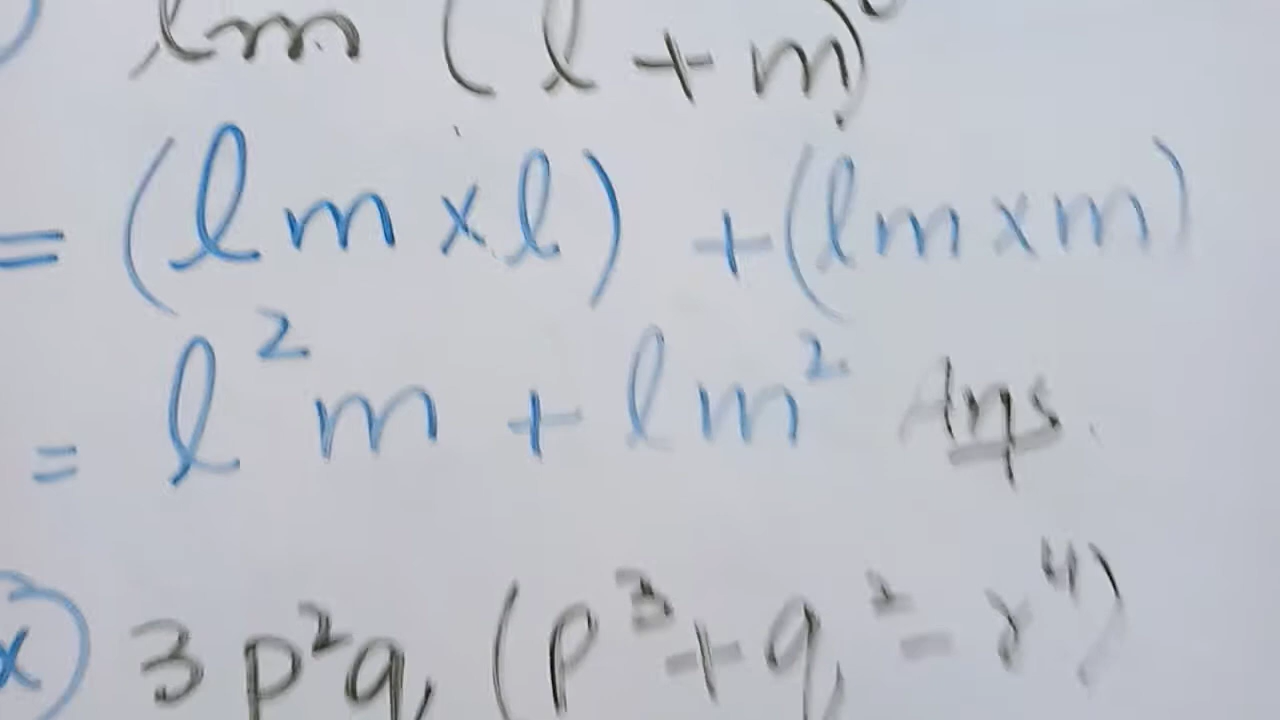 ) lm (l + m)
= (lm × l) + (lm × m)
= l²m + lm² Ans.
x) 3p²q (p³ + q² - r⁴)